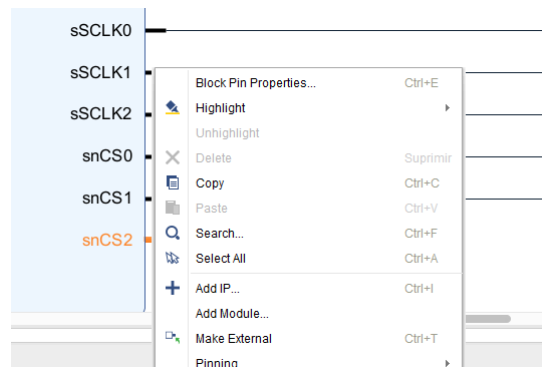 sSCLK0
sSCLK1
sSCLK2
snCS0
snCS1
snCS2
Block Pin Properties... Ctrl+E
Highlight
Unhighlight
Delete Suprimir
Copy Ctrl+C
Paste Ctrl+V
Search... Ctrl+F
Select All Ctrl+A
Add IP... Ctrl+I
Add Module...
Make External Ctrl+T
Pinning